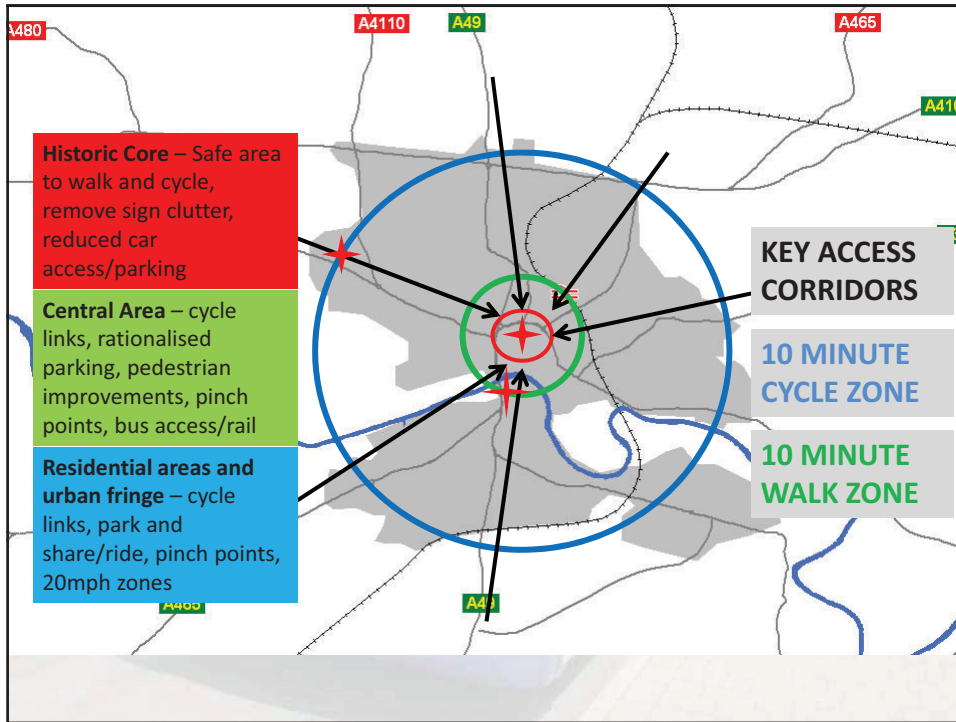 A480
A4110
A49
A465
A410
Historic Core – Safe area
to walk and cycle,
remove sign clutter,
reduced car
access/parking
Central Area – cycle
links, rationalised
parking, pedestrian
improvements, pinch
points, bus access/rail
Residential areas and
urban fringe – cycle
links, park and
share/ride, pinch points,
20mph zones
KEY ACCESS
CORRIDORS
10 MINUTE
CYCLE ZONE
10 MINUTE
WALK ZONE
A465
A49